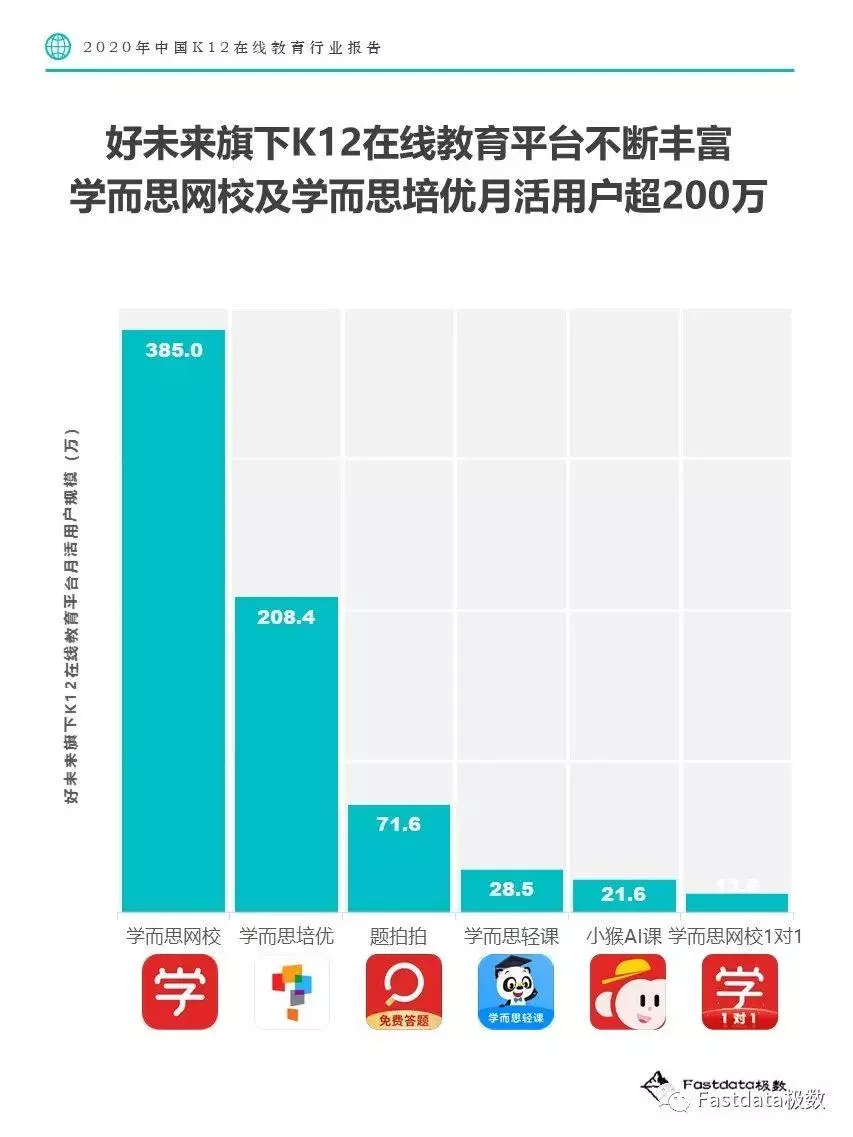 2020年中国K12在线教育行业报告
好未来旗下K12在线教育平台不断丰富
学而思网校及学而思培优月活用户超200万
好未来旗下K12在线教育平台月活用户规模（万）
385.0
208.4
71.6
28.5
21.6
学而思网校
学而思培优
题拍拍
学而思轻课
小猴AI课
学而思网校1对1
学
免费答题
学而思轻课
学
1对1
Fastdata极数
Fastdata极数